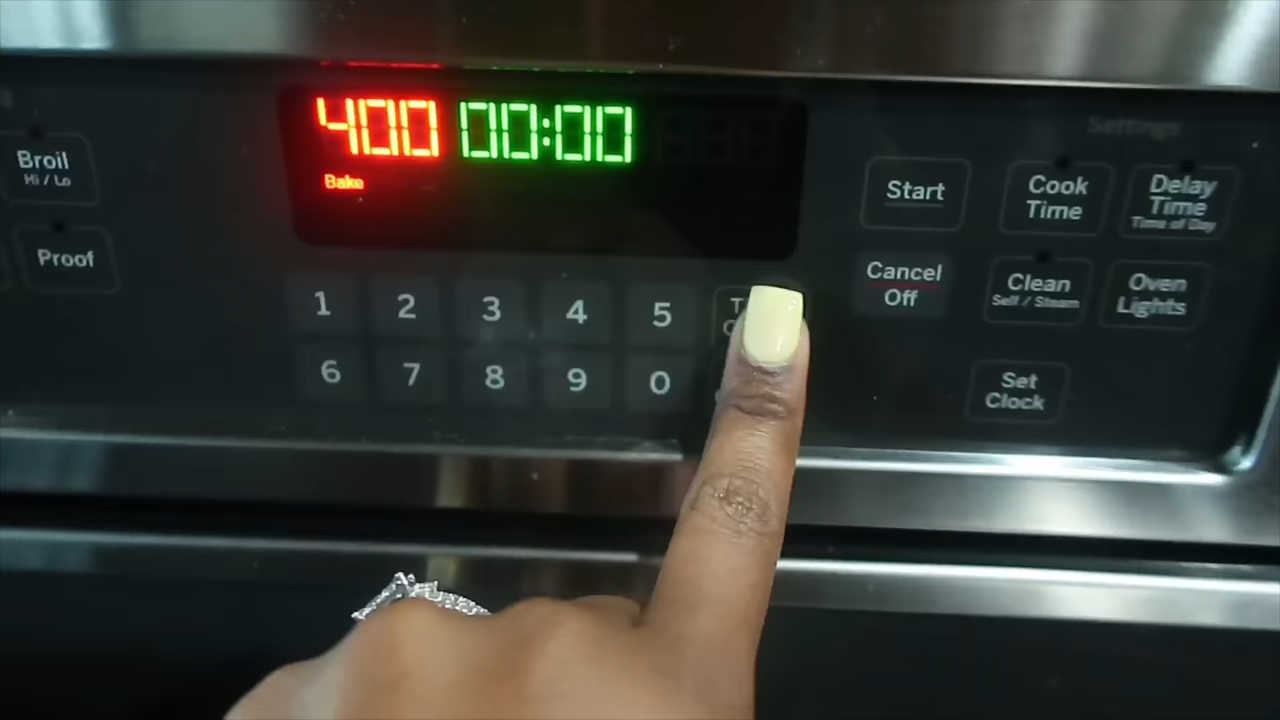 Settings
400 00:00
Bake
Broil
Hi / Lo
Proof
Start
Cook
Time
Delay
Time
Time of Day
Cancel
Off
Clean
Self / Steam
Oven
Lights
Set
Clock
1 2 3 4 5
6 7 8 9 0